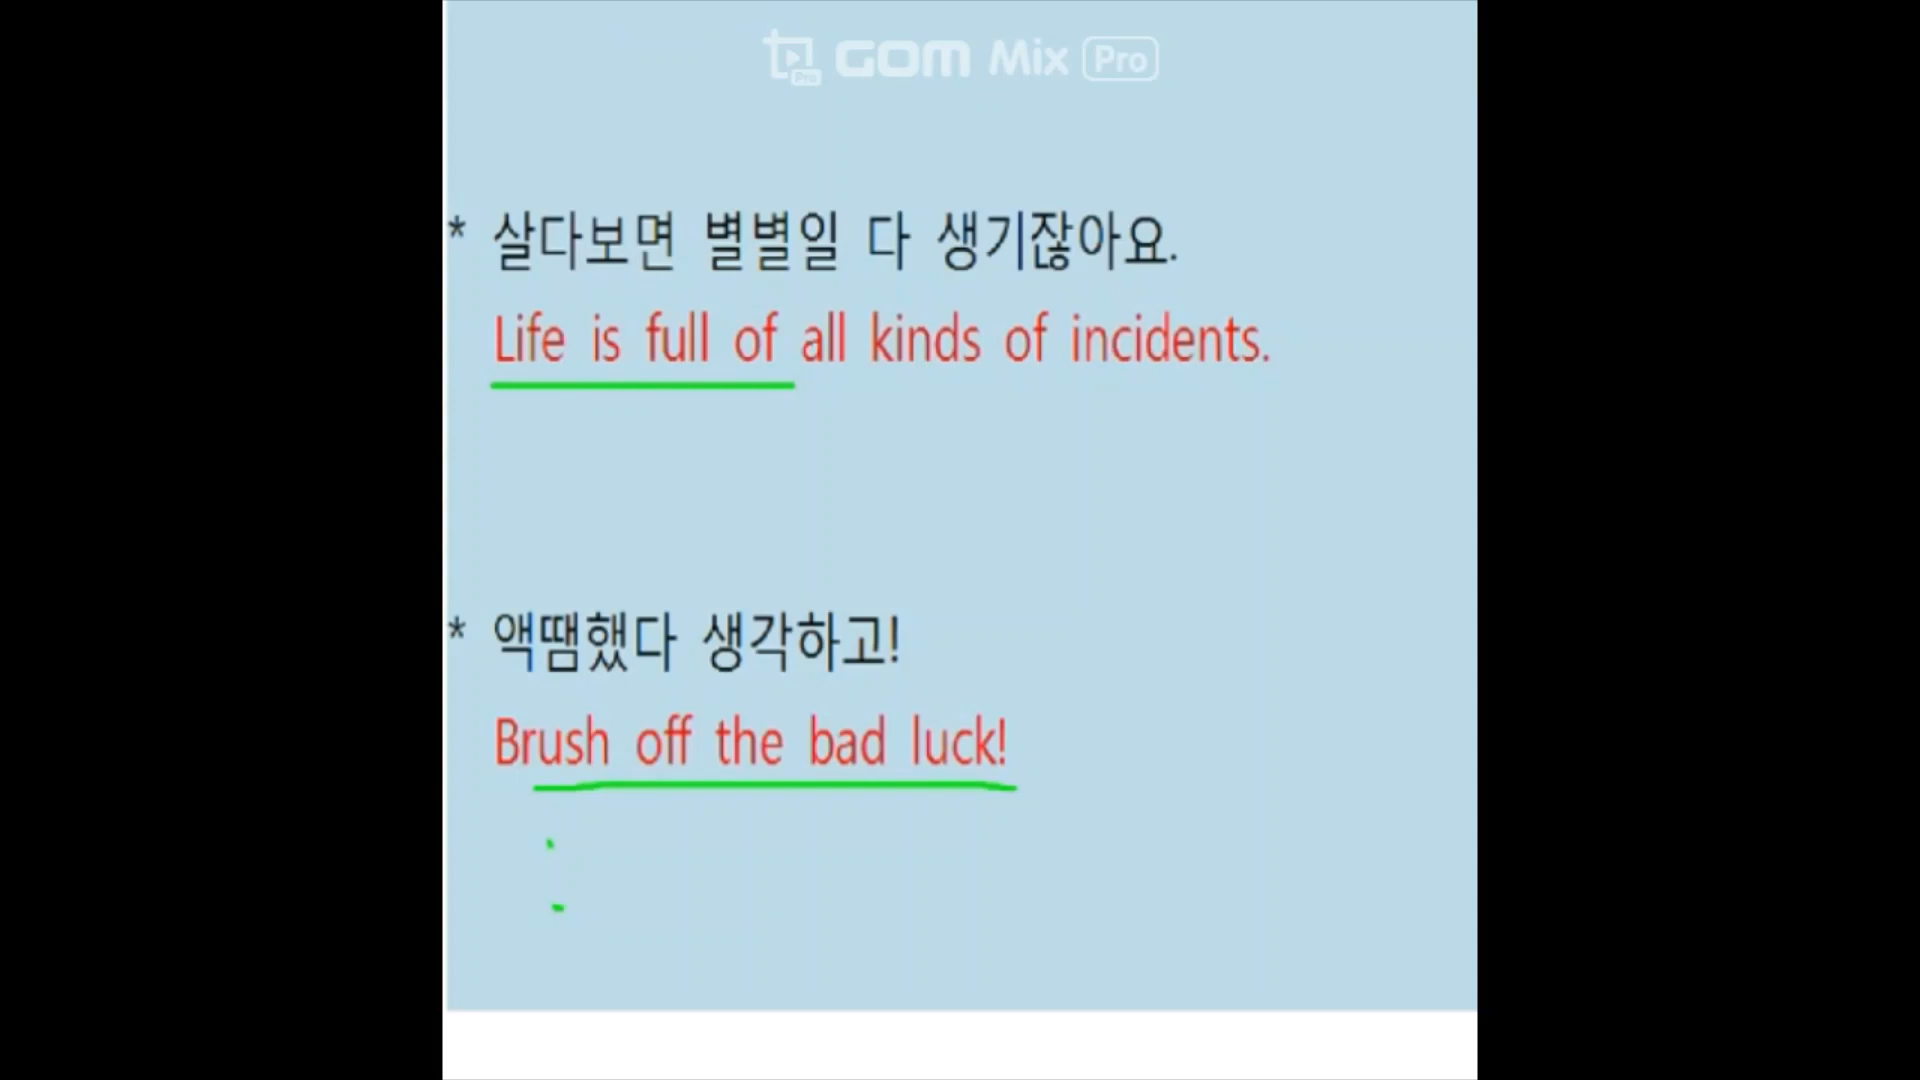 GOM Mix Pro
* 살다보면 별별일 다 생기잖아요.
Life is full of all kinds of incidents.
* 액땜했다 생각하고!
Brush off the bad luck!